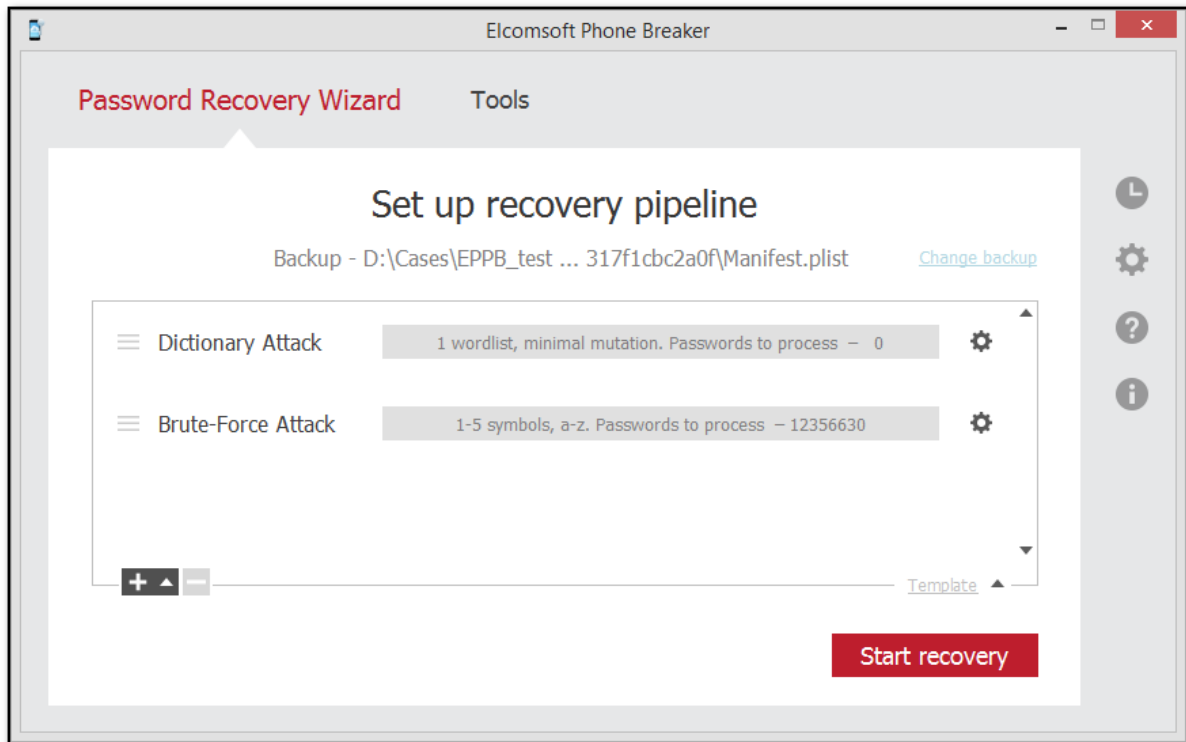 Elcomsoft Phone Breaker
Password Recovery Wizard Tools
Set up recovery pipeline
Backup - D:\Cases\EPPB_test ... 317f1cbc2a0f\Manifest.plist Change backup
Dictionary Attack 1 wordlist, minimal mutation. Passwords to process – 0
Brute-Force Attack 1-5 symbols, a-z. Passwords to process – 12356630
Template
Start recovery